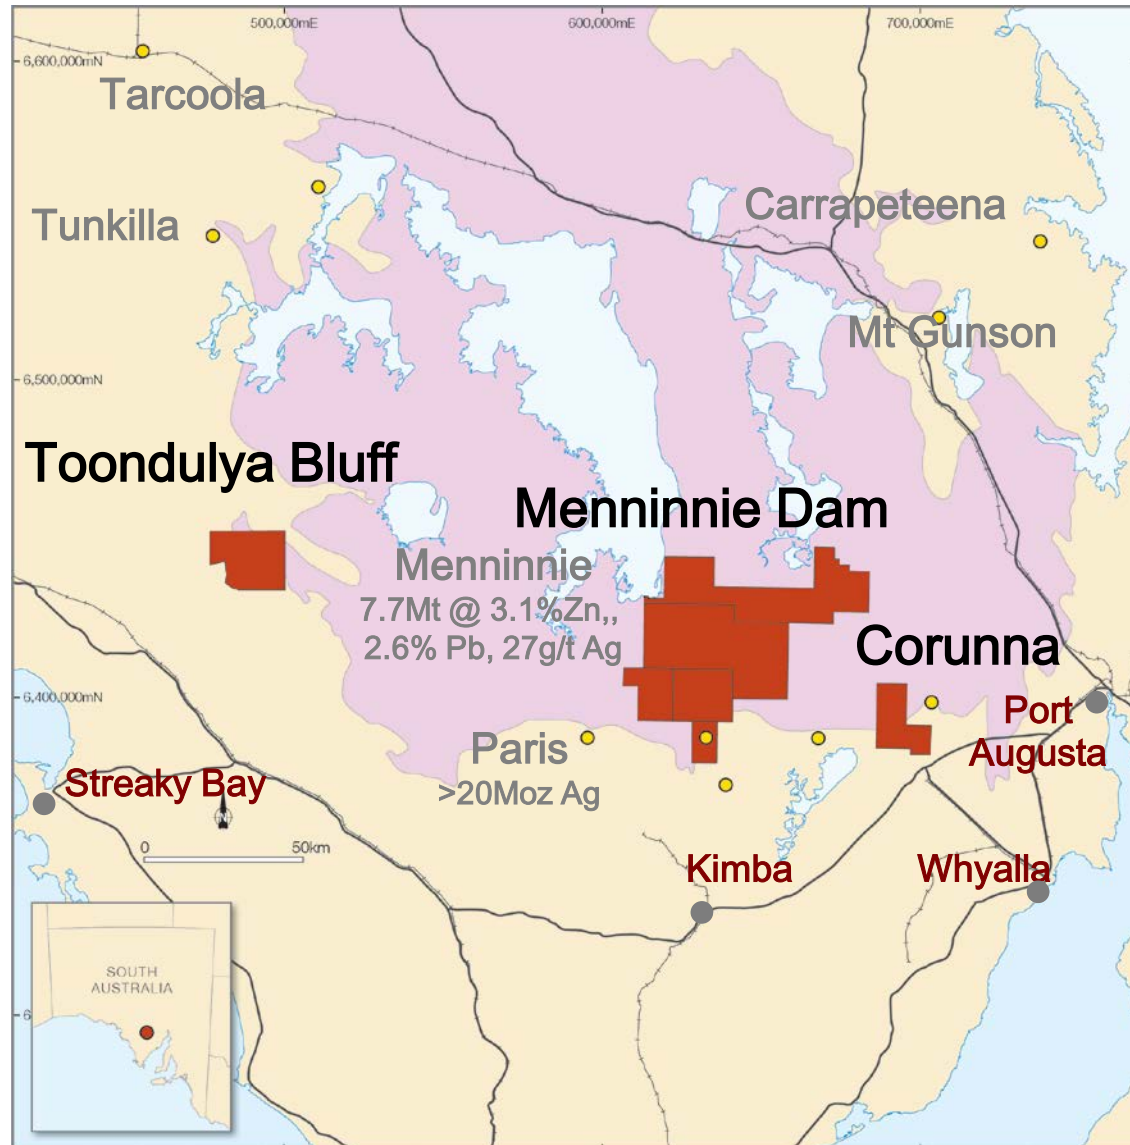 500,000mE
600,000mE
700,000mE
6,600,000mN
Tarcoola
Carrapeteena
Tunkilla
Mt Gunson
6,500,000mN
Toondulya Bluff
Menninnie Dam
Menninnie
7.7Mt @ 3.1%Zn,,
2.6% Pb, 27g/t Ag
Corunna
6,400,000mN
Port
Augusta
Paris
>20Moz Ag
Streaky Bay
0
50km
Kimba
Whyalla
SOUTH
AUSTRALIA
6